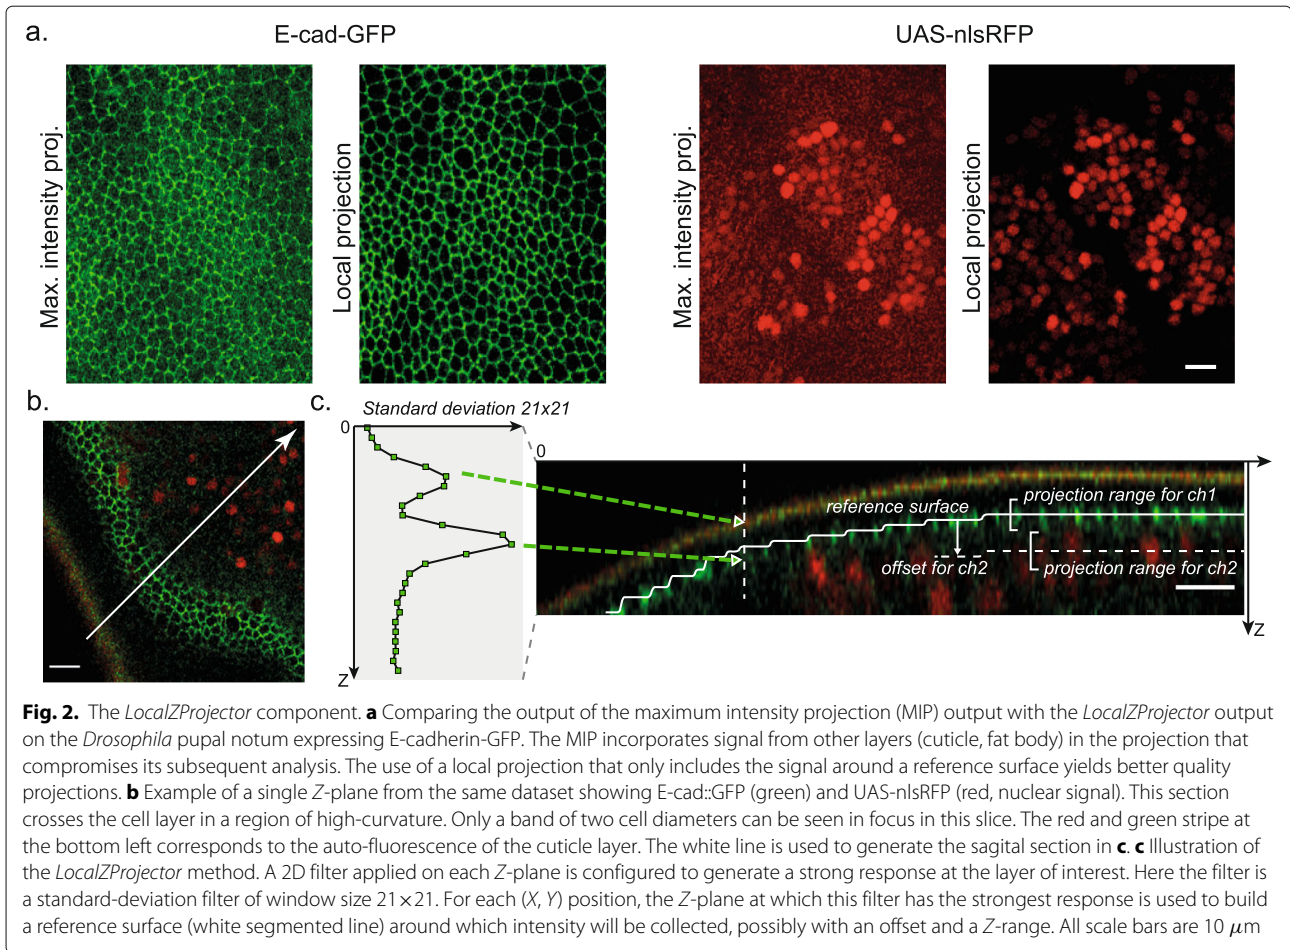 a.
E-cad-GFP
UAS-nlsRFP
Max. intensity proj.
Local projection
Max. intensity proj.
Local projection
b.
c.
Standard deviation 21x21
0
Z
0
reference surface
projection range for ch1
offset for ch2
projection range for ch2
Z
Fig. 2. The LocalZProjector component. a Comparing the output of the maximum intensity projection (MIP) output with the LocalZProjector output
on the Drosophila pupal notum expressing E-cadherin-GFP. The MIP incorporates signal from other layers (cuticle, fat body) in the projection that
compromises its subsequent analysis. The use of a local projection that only includes the signal around a reference surface yields better quality
projections. b Example of a single Z-plane from the same dataset showing E-cad::GFP (green) and UAS-nlsRFP (red, nuclear signal). This section
crosses the cell layer in a region of high-curvature. Only a band of two cell diameters can be seen in focus in this slice. The red and green stripe at
the bottom left corresponds to the auto-fluorescence of the cuticle layer. The white line is used to generate the sagital section in c. c Illustration of
the LocalZProjector method. A 2D filter applied on each Z-plane is configured to generate a strong response at the layer of interest. Here the filter is
a standard-deviation filter of window size 21×21. For each (X, Y) position, the Z-plane at which this filter has the strongest response is used to build
a reference surface (white segmented line) around which intensity will be collected, possibly with an offset and a Z-range. All scale bars are 10 μm